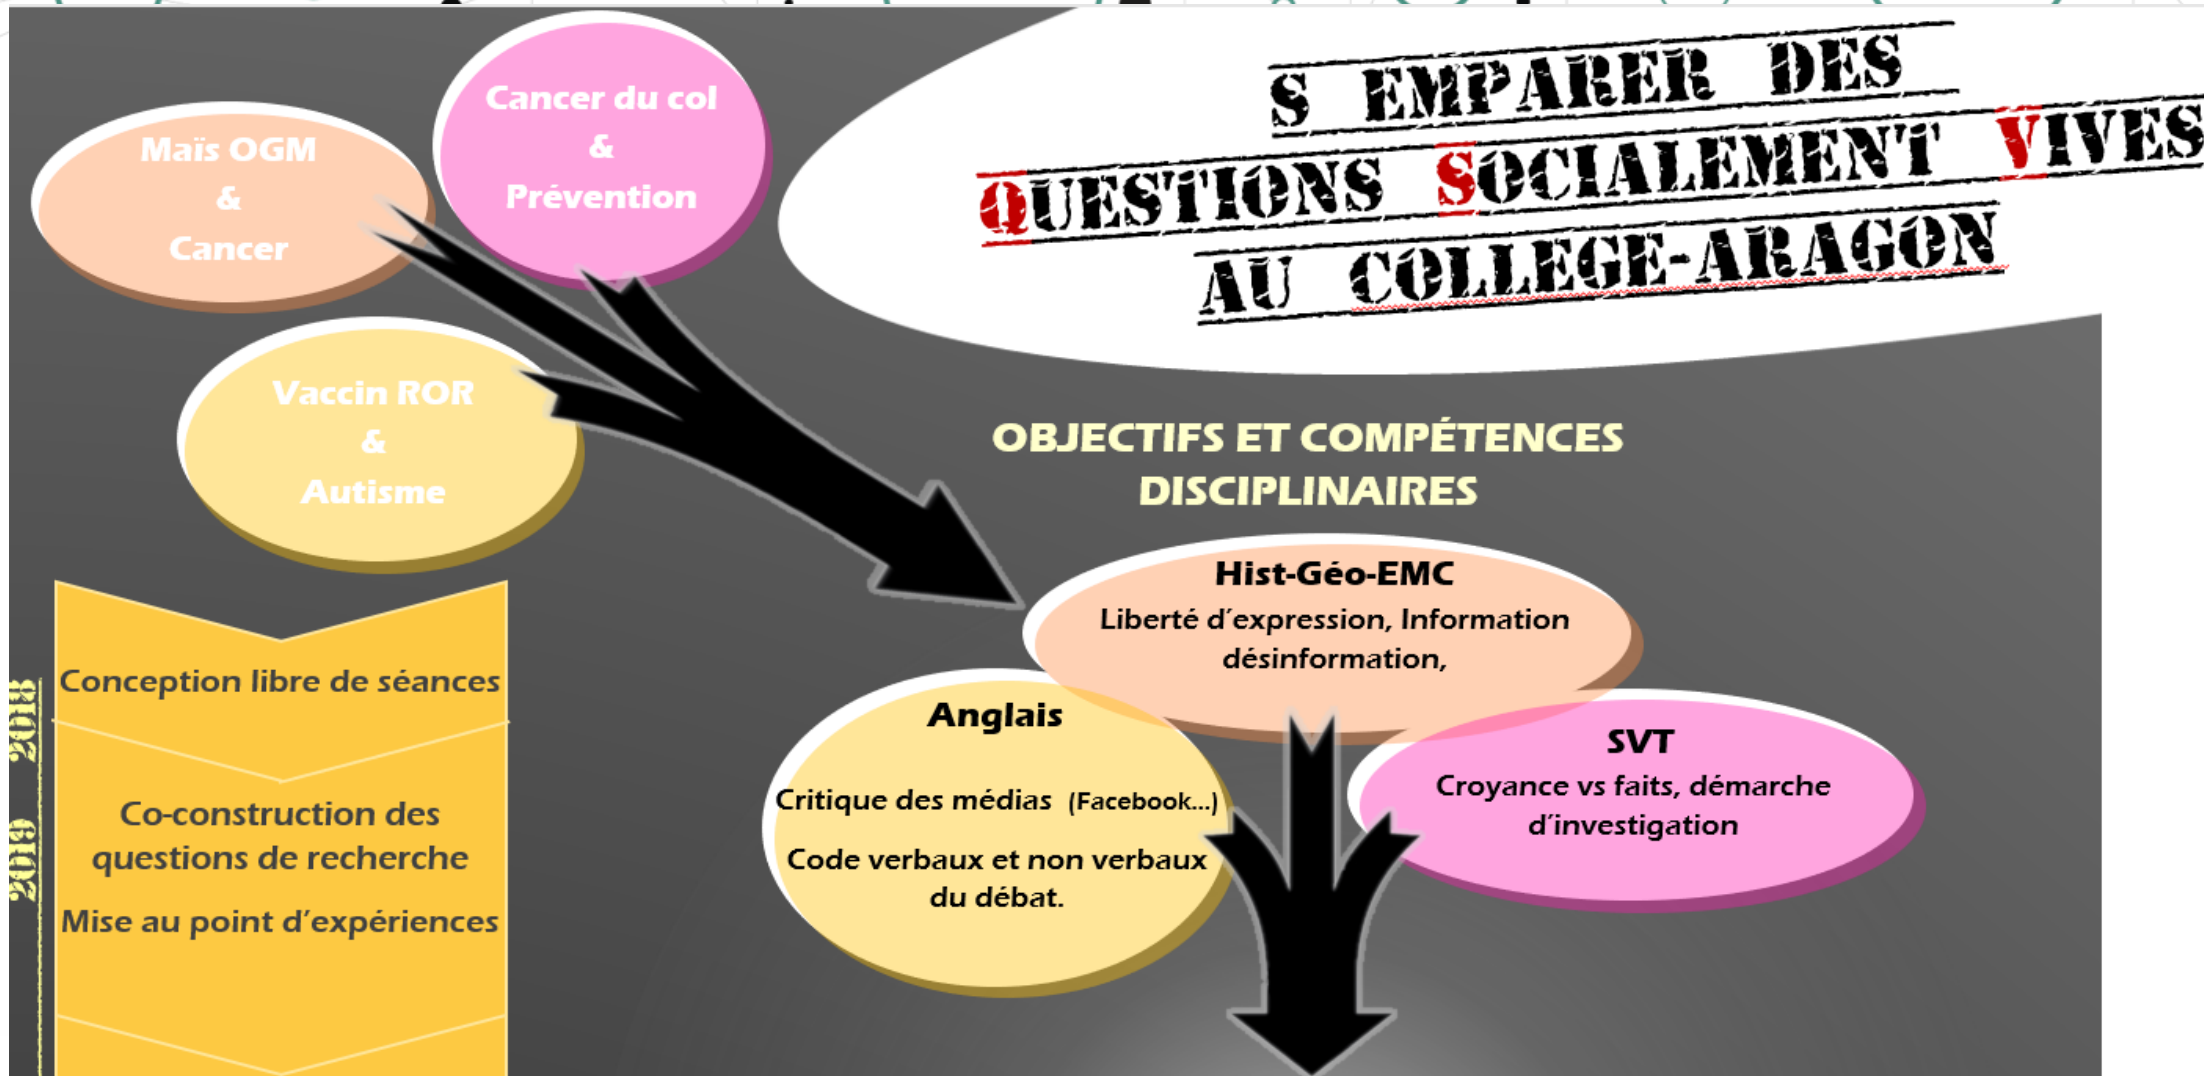 S EMPARER DES
QUESTIONS SOCIALEMENT VIVES
AU COLLEGE-ARAGON
Cancer du col
&
Prévention
Maïs OGM
&
Cancer
Vaccin ROR
&
Autisme
OBJECTIFS ET COMPÉTENCES
DISCIPLINAIRES
Hist-Géo-EMC
Liberté d'expression, Information
désinformation,
Anglais
Critique des médias (Facebook...)
Code verbaux et non verbaux
du débat.
SVT
Croyance vs faits, démarche
d'investigation
2018
Conception libre de séances
2019
Co-construction des
questions de recherche
Mise au point d'expériences